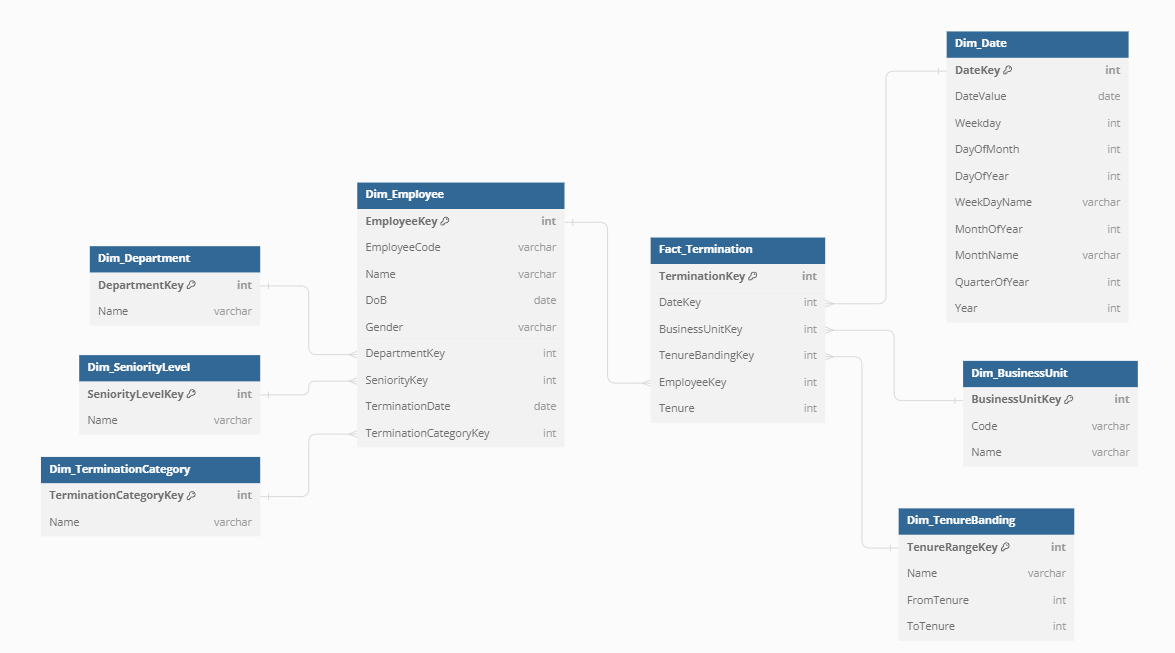 Dim_Department
DepartmentKey int
Name varchar
Dim_SeniorityLevel
SeniorityLevelKey int
Name varchar
Dim_TerminationCategory
TerminationCategoryKey int
Name varchar
Dim_Employee
EmployeeKey int
EmployeeCode varchar
Name varchar
DoB date
Gender varchar
DepartmentKey int
SeniorityKey int
TerminationDate date
TerminationCategoryKey int
Fact_Termination
TerminationKey int
DateKey int
BusinessUnitKey int
TenureBandingKey int
EmployeeKey int
Tenure int
Dim_Date
DateKey int
DateValue date
Weekday int
DayOfMonth int
DayOfYear int
WeekDayName varchar
MonthOfYear int
MonthName varchar
QuarterOfYear int
Year int
Dim_BusinessUnit
BusinessUnitKey int
Code varchar
Name varchar
Dim_TenureBanding
TenureRangeKey int
Name varchar
FromTenure int
ToTenure int